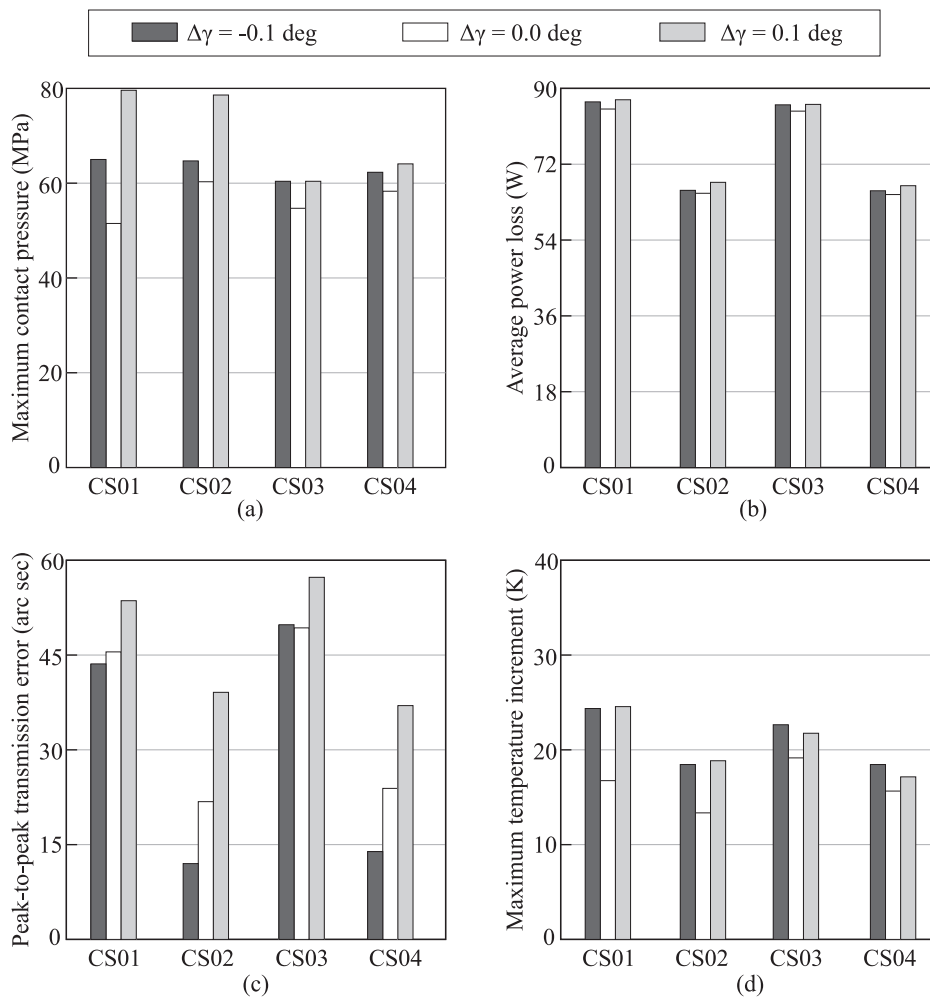 Δγ = -0.1 deg
Δγ = 0.0 deg
Δγ = 0.1 deg
Maximum contact pressure (MPa)
80
60
40
20
0
CS01 CS02 CS03 CS04
(a)
Average power loss (W)
90
72
54
36
18
0
CS01 CS02 CS03 CS04
(b)
Peak-to-peak transmission error (arc sec)
60
45
30
15
0
CS01 CS02 CS03 CS04
(c)
Maximum temperature increment (K)
40
30
20
10
0
CS01 CS02 CS03 CS04
(d)